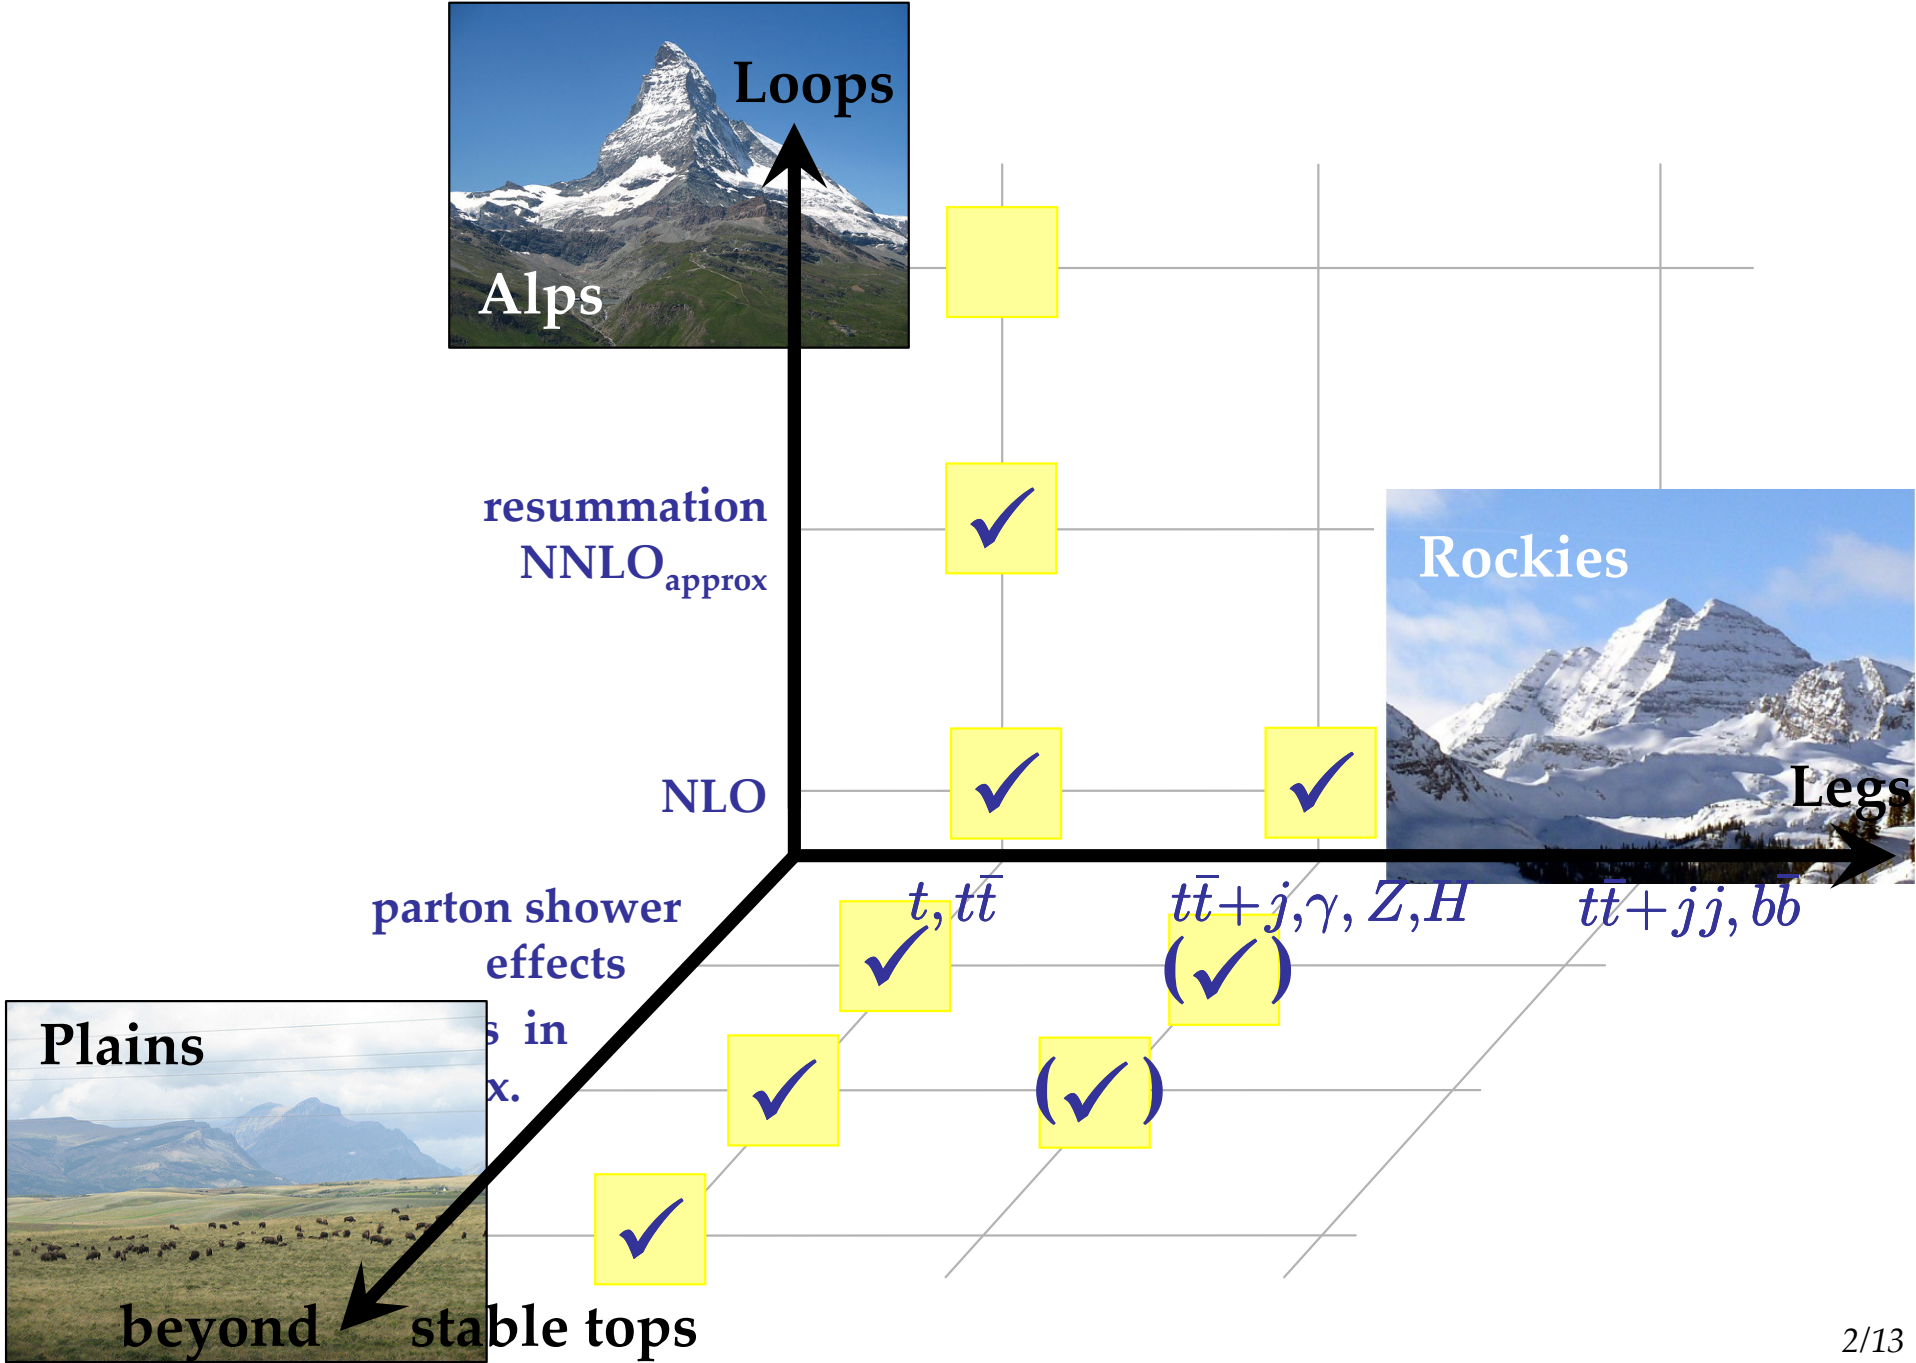 Loops
Alps
resummation
NNLOapprox
Rockies
NLO
Legs
t, tt̄
tt̄+j,γ, Z,H
tt̄+jj, bb̄
parton shower
effects
(✓)
in
(✓)
Plains
beyond stable tops
2/13